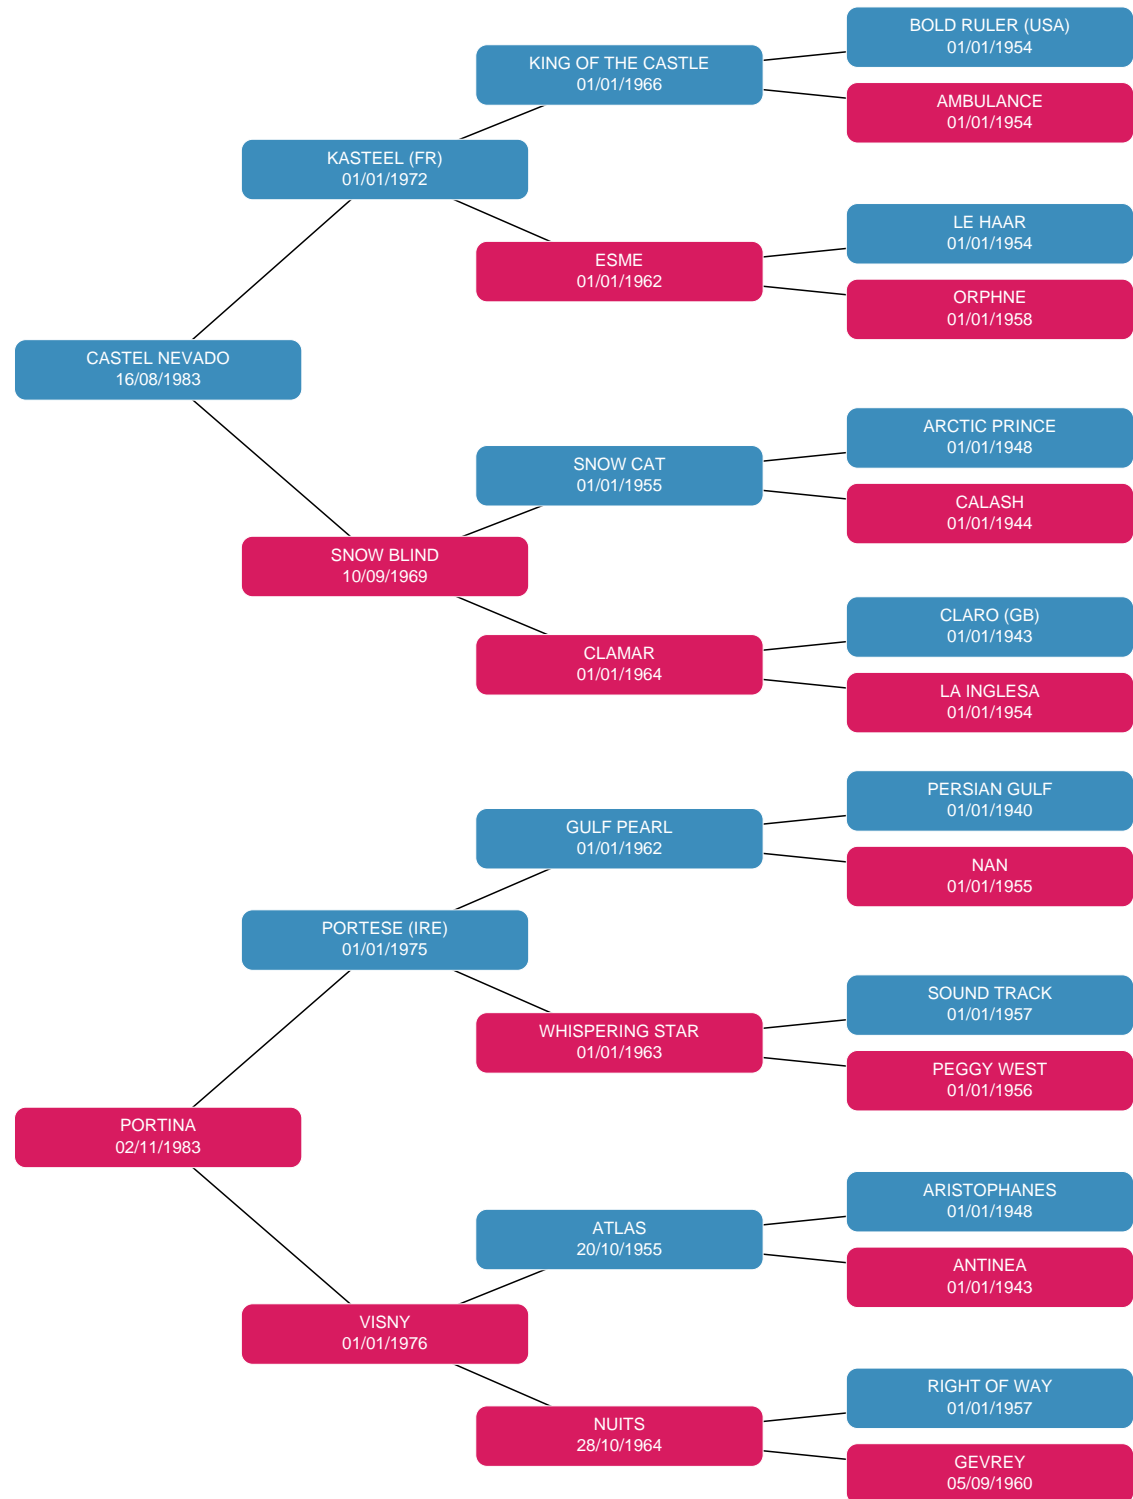 BOLD RULER (USA)
01/01/1954
KING OF THE CASTLE
01/01/1966
AMBULANCE
01/01/1954
KASTEEL (FR)
01/01/1972
LE HAAR
01/01/1954
ESME
01/01/1962
ORPHNE
01/01/1958
CASTEL NEVADO
16/08/1983
ARCTIC PRINCE
01/01/1948
SNOW CAT
01/01/1955
CALASH
01/01/1944
SNOW BLIND
10/09/1969
CLARO (GB)
01/01/1943
CLAMAR
01/01/1964
LA INGLESA
01/01/1954
PERSIAN GULF
01/01/1940
GULF PEARL
01/01/1962
NAN
01/01/1955
PORTESE (IRE)
01/01/1975
SOUND TRACK
01/01/1957
WHISPERING STAR
01/01/1963
PEGGY WEST
01/01/1956
PORTINA
02/11/1983
ARISTOPHANES
01/01/1948
ATLAS
20/10/1955
ANTINEA
01/01/1943
VISNY
01/01/1976
RIGHT OF WAY
01/01/1957
NUITS
28/10/1964
GEVREY
05/09/1960